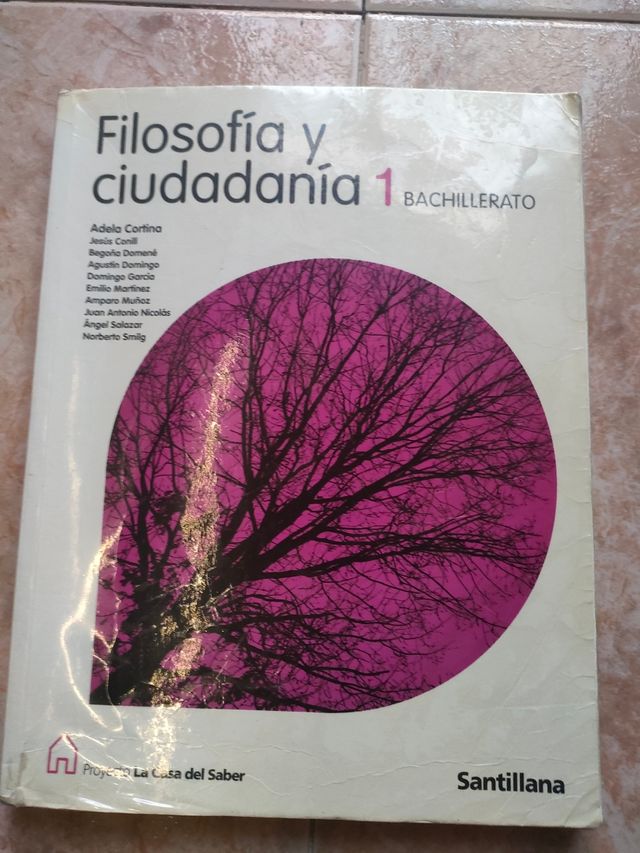 Filosofía y
ciudadanía 1 BACHILLERATO
Adela Cortina
Jesús Conill
Begoña Domené
Agustín Domingo
Domingo García
Emilio Martínez
Amparo Muñoz
Juan Antonio Nicolás
Ángel Salazar
Norberto Smilg
Proyecto La Casa del Saber
Santillana